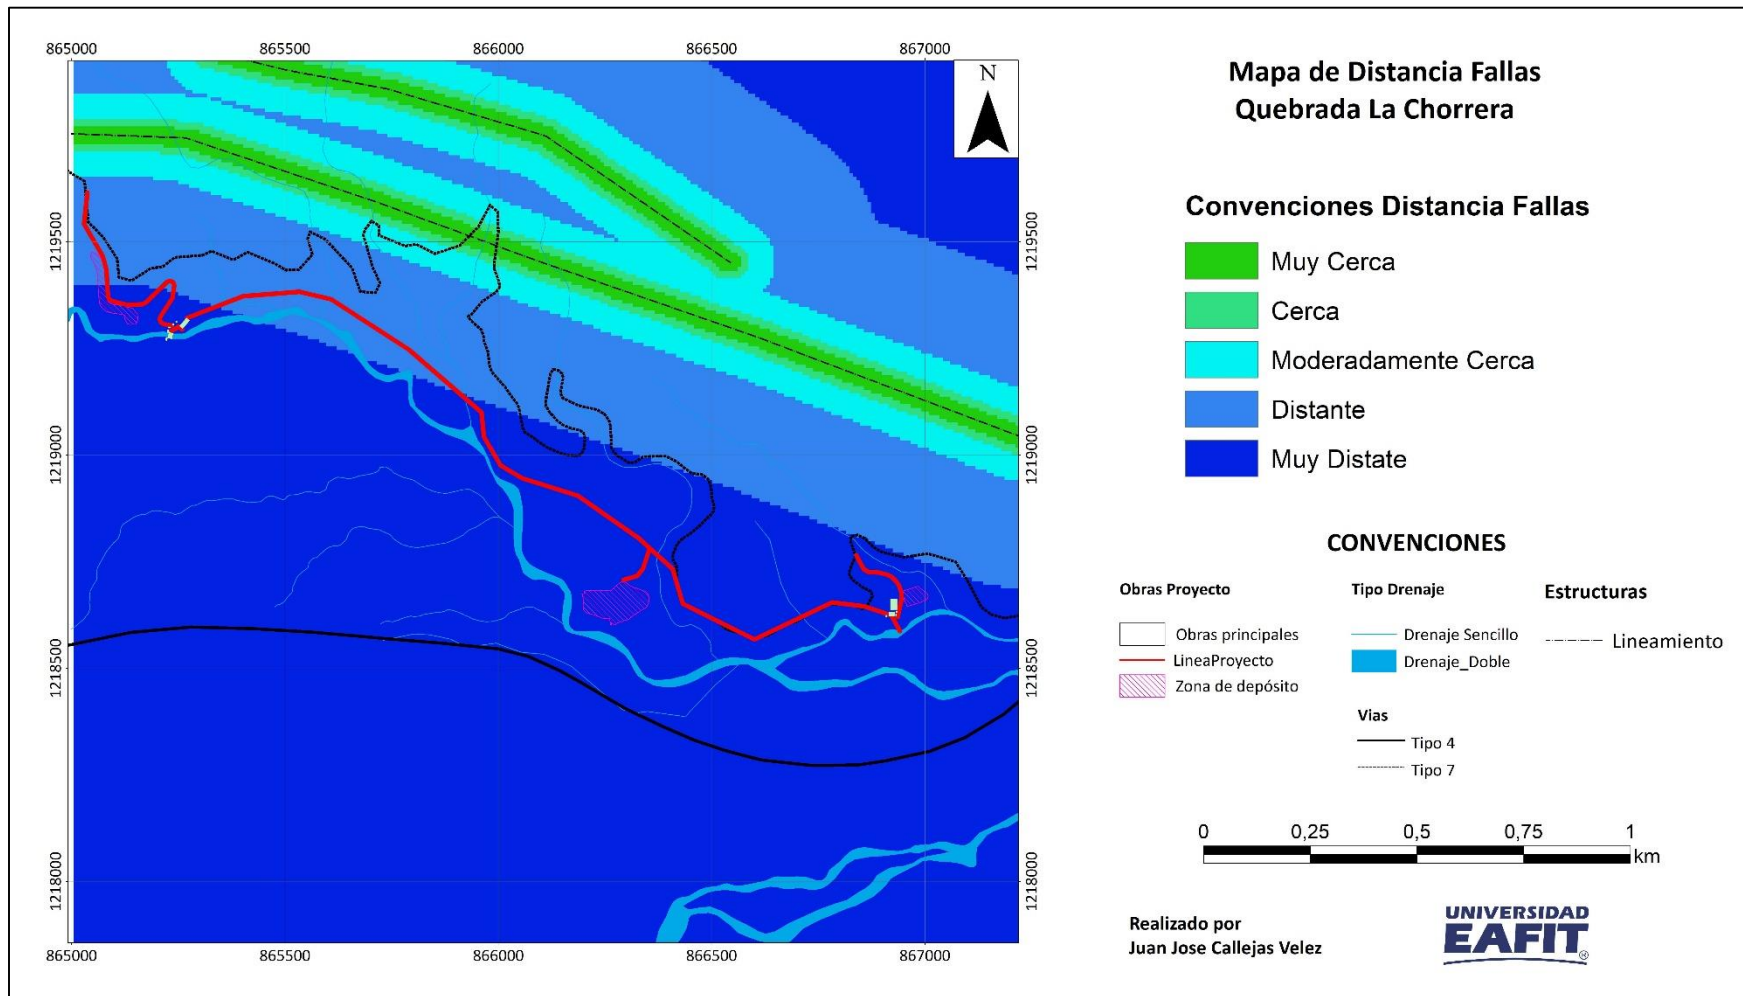 865000 865500 866000 866500 867000
N
1219500 1219500
1219000 1219000
1218500 1218500
1218000 1218000
865000 865500 866000 866500 867000
Mapa de Distancia Fallas
Quebrada La Chorrera
Convenciones Distancia Fallas
Muy Cerca
Cerca
Moderadamente Cerca
Distante
Muy Distate
CONVENCIONES
Obras Proyecto
Obras principales
LineaProyecto
Zona de depósito
Tipo Drenaje
Drenaje Sencillo
Drenaje_Doble
Vias
Tipo 4
Tipo 7
Estructuras
Lineamiento
0 0,25 0,5 0,75 1
km
Realizado por
Juan Jose Callejas Velez
UNIVERSIDAD
EAFIT®